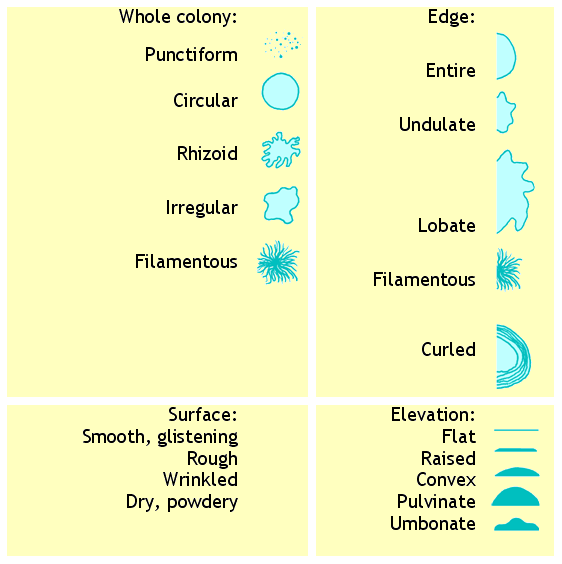 Whole colony:
Punctiform
Circular
Rhizoid
Irregular
Filamentous
Edge:
Entire
Undulate
Lobate
Filamentous
Curled
Surface:
Smooth, glistening
Rough
Wrinkled
Dry, powdery
Elevation:
Flat
Raised
Convex
Pulvinate
Umbonate